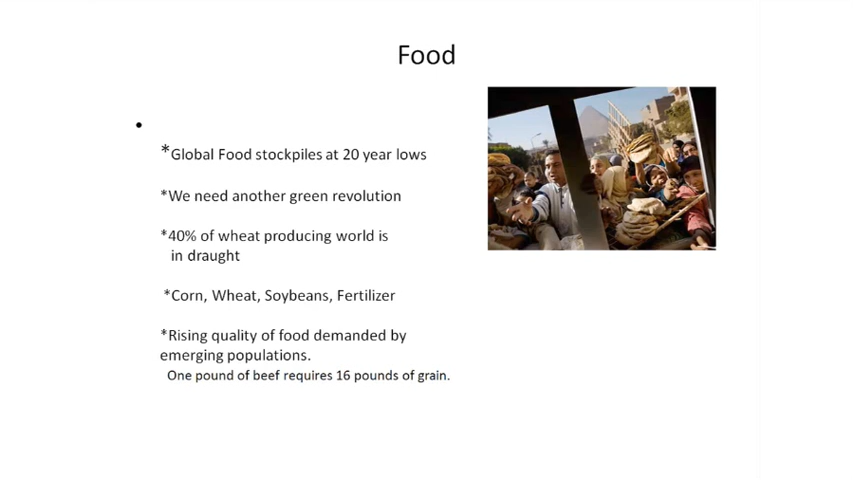 Food
*Global Food stockpiles at 20 year lows
*We need another green revolution
*40% of wheat producing world is
in draught
*Corn, Wheat, Soybeans, Fertilizer
*Rising quality of food demanded by
emerging populations.
One pound of beef requires 16 pounds of grain.